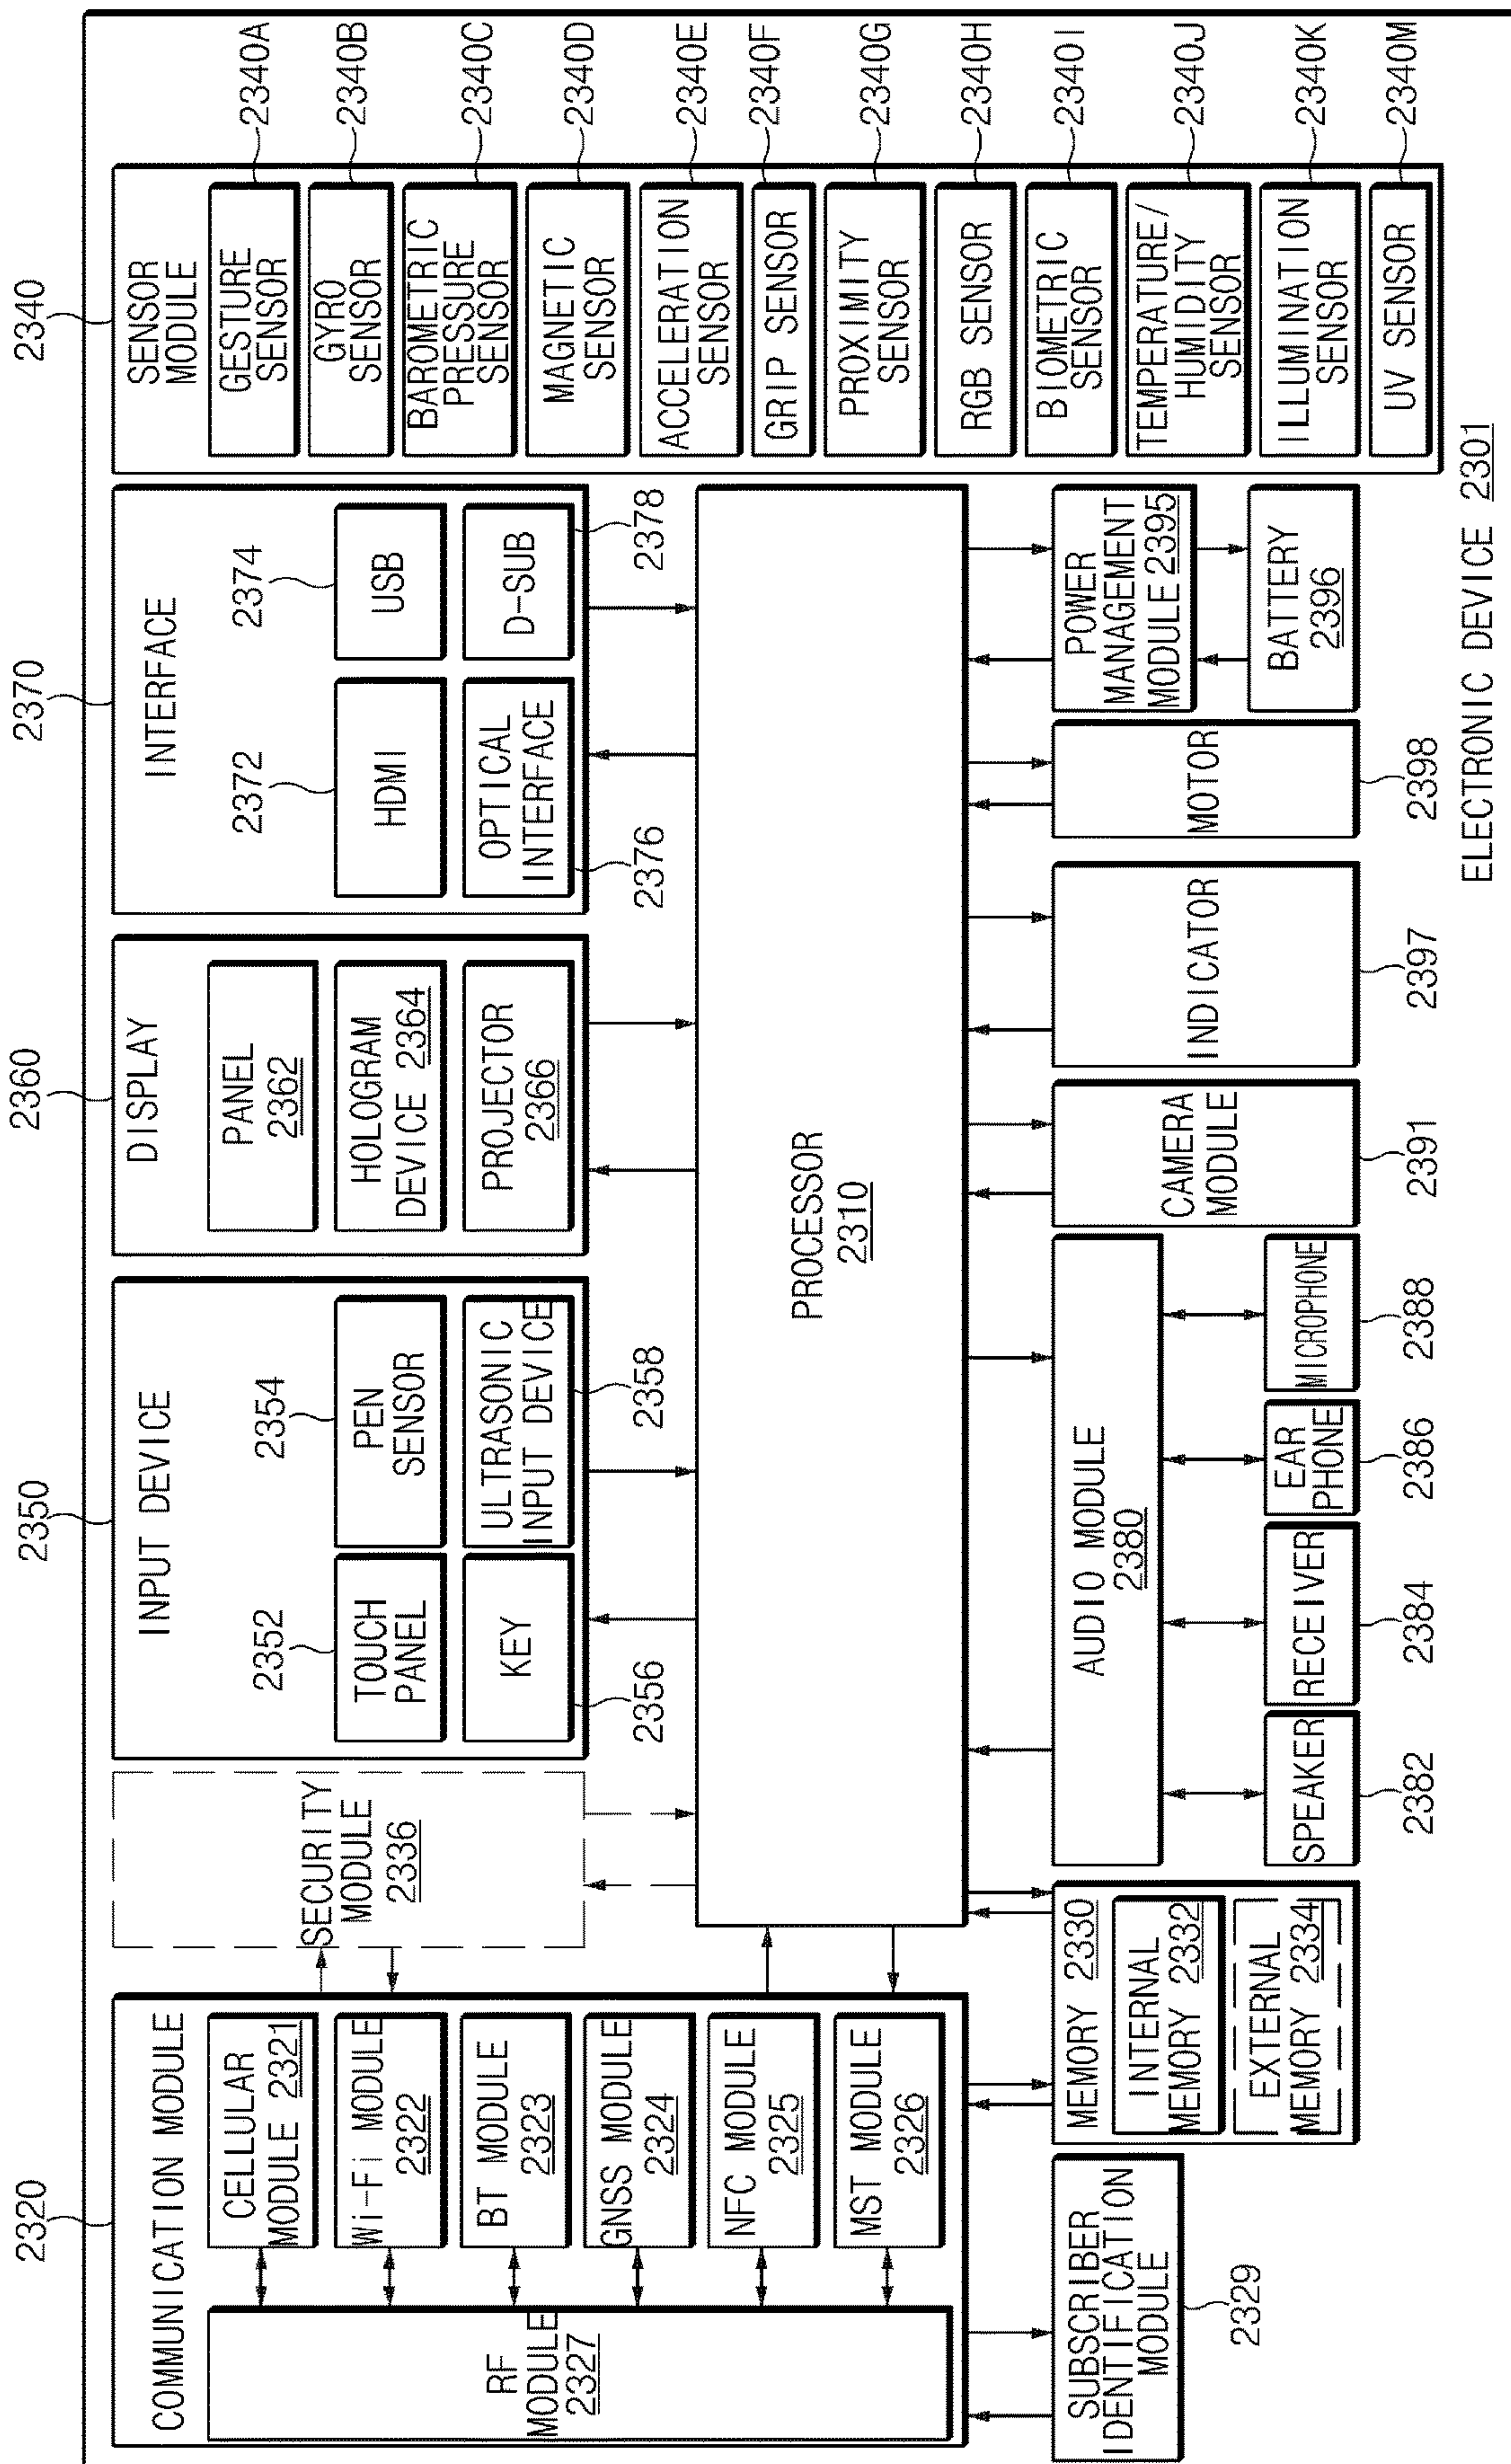 2320
COMMUNICATION MODULE
CELLULAR
MODULE 2321
Wi-Fi MODULE
2322
BT MODULE
2323
GNSS MODULE
2324
NFC MODULE
2325
MST MODULE
2326
RF
MODULE
2327
SECURITY
MODULE
2336
2350
INPUT DEVICE
2352
TOUCH
PANEL
2354
PEN
SENSOR
KEY
2356
ULTRASONIC
INPUT DEVICE
2358
2360
DISPLAY
PANEL
2362
HOLOGRAM
DEVICE 2364
PROJECTOR
2366
2370
INTERFACE
2372
HDMI
2374
USB
OPTICAL
INTERFACE
2376
D-SUB
2378
2340
SENSOR
MODULE
GESTURE
SENSOR
2340A
GYRO
SENSOR
2340B
BAROMETRIC
PRESSURE
SENSOR
2340C
MAGNETIC
SENSOR
2340D
ACCELERATION
SENSOR
2340E
GRIP SENSOR
2340F
PROXIMITY
SENSOR
2340G
RGB SENSOR
2340H
BIOMETRIC
SENSOR
2340I
TEMPERATURE/
HUMIDITY
SENSOR
2340J
ILLUMINATION
SENSOR
2340K
UV SENSOR
2340M
PROCESSOR
2310
SUBSCRIBER
IDENTIFICATION
MODULE
2329
MEMORY 2330
INTERNAL
MEMORY 2332
EXTERNAL
MEMORY 2334
AUDIO MODULE
2380
SPEAKER
2382
RECEIVER
2384
EAR
PHONE
2386
MICROPHONE
2388
CAMERA
MODULE
2391
INDICATOR
2397
MOTOR
2398
POWER
MANAGEMENT
MODULE 2395
BATTERY
2396
ELECTRONIC DEVICE 2301